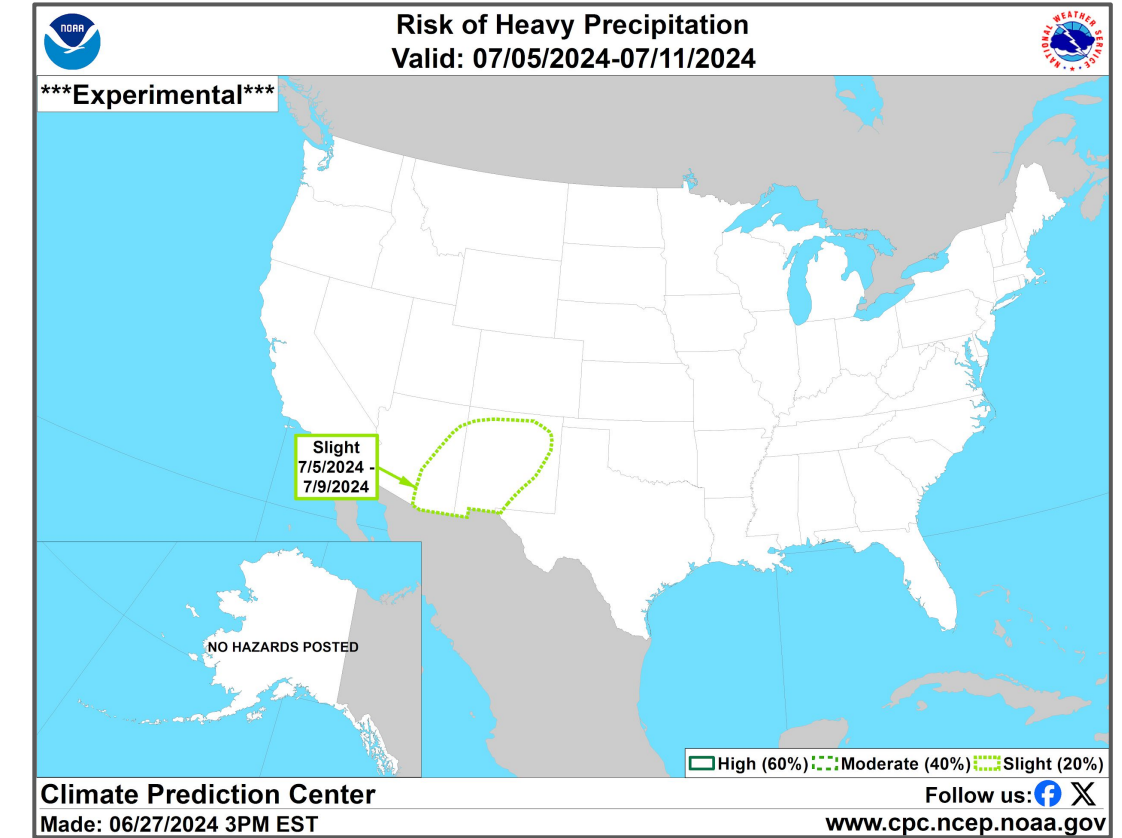 NOAA
Risk of Heavy Precipitation
Valid: 07/05/2024-07/11/2024
NATIONAL WEATHER SERVICE
***Experimental***
Slight
7/5/2024 -
7/9/2024
NO HAZARDS POSTED
High (60%) Moderate (40%) Slight (20%)
Climate Prediction Center
Follow us:
Made: 06/27/2024 3PM EST
www.cpc.ncep.noaa.gov